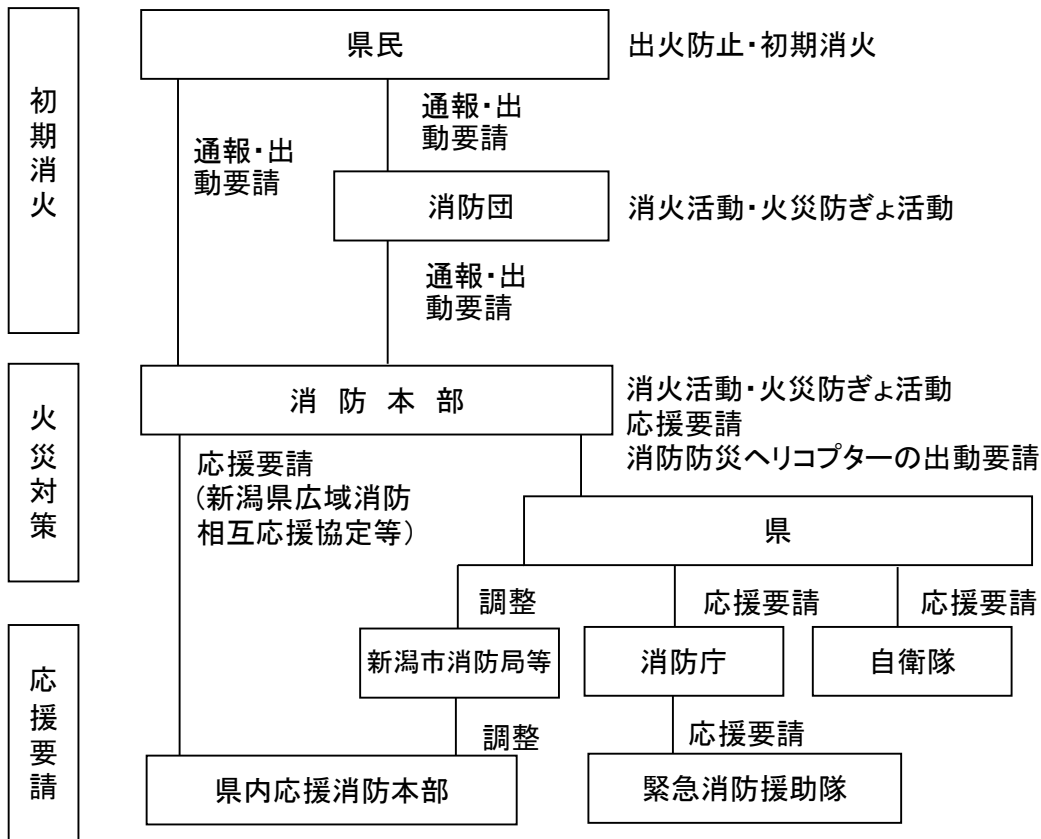 初期消火
県民
出火防止・初期消火
通報・出
動要請
通報・出
動要請
消防団
消火活動・火災防ぎょ活動
通報・出
動要請
火災対策
消 防 本 部
消火活動・火災防ぎょ活動
応援要請
消防防災ヘリコプターの出動要請
応援要請
(新潟県広域消防
相互応援協定等)
県
調整
応援要請
応援要請
応援要請
新潟市消防局等
消防庁
自衛隊
調整
応援要請
県内応援消防本部
緊急消防援助隊